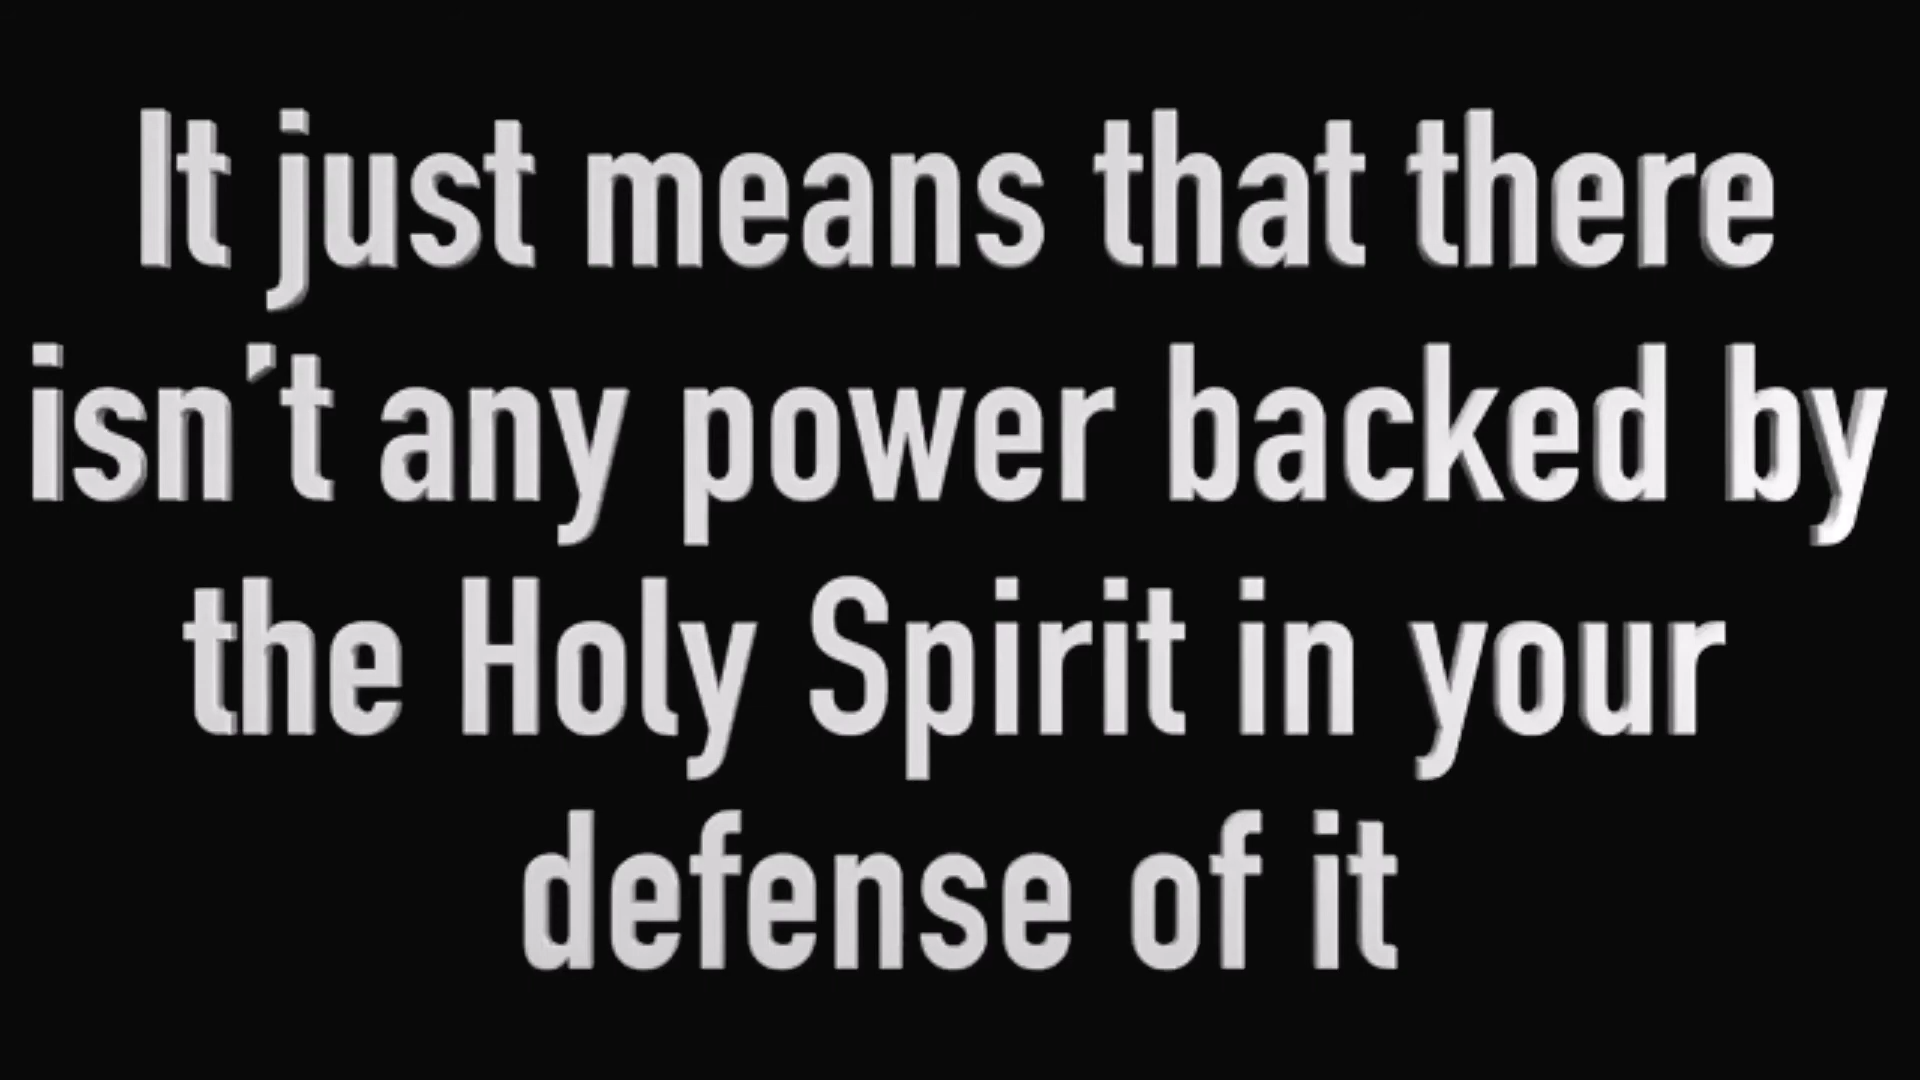 It just means that there
isn't any power backed by
the Holy Spirit in your
defense of it